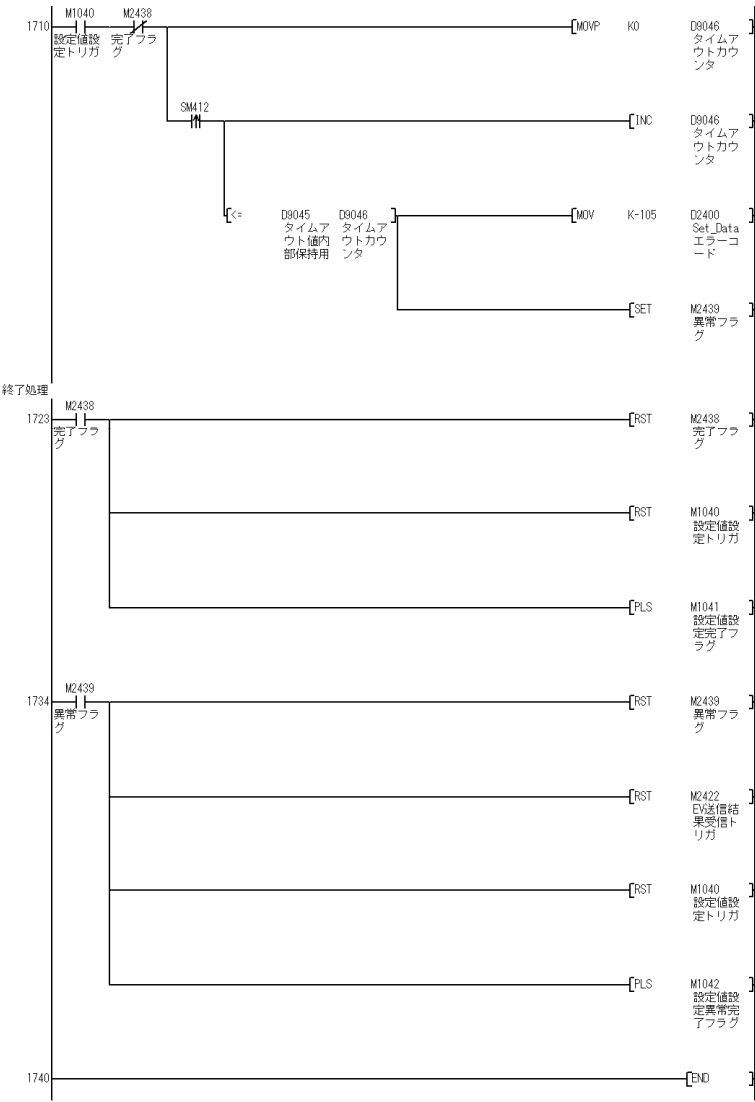 M1040 M2438
1710 MOVP K0 D9046
設定値設 完了フラ タイムア
定トリガ グ ウトカウ
ンタ
SM412
INC D9046
タイムア
ウトカウ
ンタ
<= D9045 D9046 MOV K-105 D2400
タイムア タイムア Set_Data
ウト値内 ウトカウ エラーコ
部保持用 ンタ ード
SET M2439
異常フラ
グ
終了処理
M2438
1723 RST M2438
完了フラ 完了フラ
グ グ
RST M1040
設定値設
定トリガ
PLS M1041
設定値設
定完了フ
ラグ
M2439
1734 RST M2439
異常フラ 異常フラ
グ グ
RST M2422
EV送信結
果受信ト
リガ
RST M1040
設定値設
定トリガ
PLS M1042
設定値設
定異常完
了フラグ
1740 END